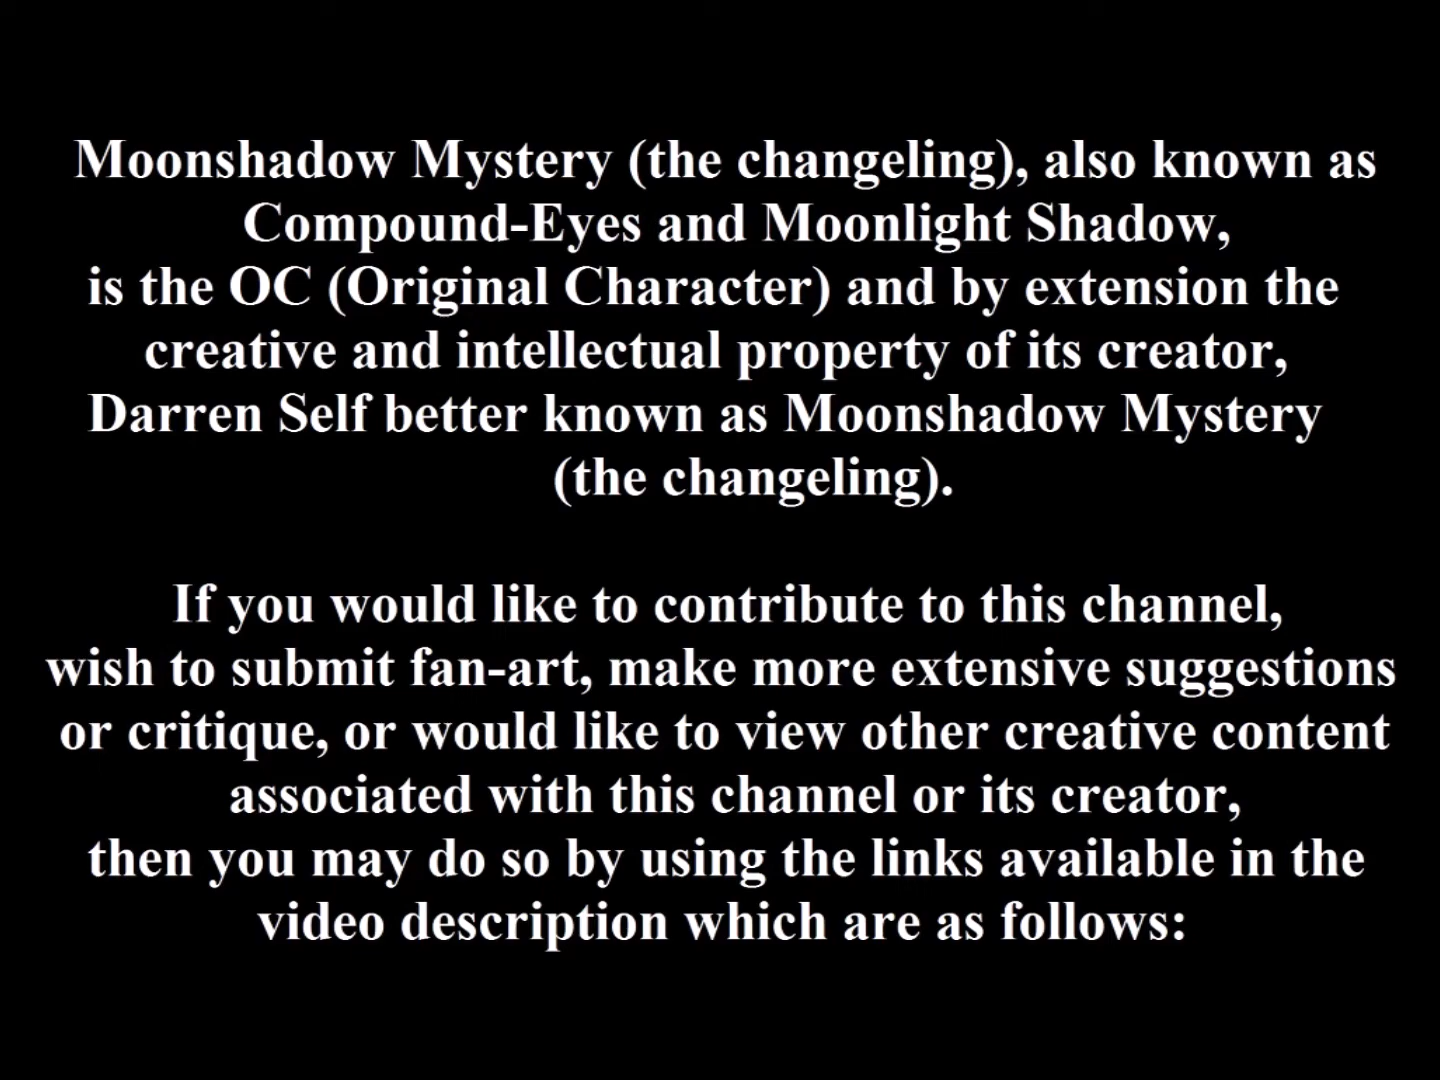 Moonshadow Mystery (the changeling), also known as
Compound-Eyes and Moonlight Shadow,
is the OC (Original Character) and by extension the
creative and intellectual property of its creator,
Darren Self better known as Moonshadow Mystery
(the changeling).
If you would like to contribute to this channel,
wish to submit fan-art, make more extensive suggestions
or critique, or would like to view other creative content
associated with this channel or its creator,
then you may do so by using the links available in the
video description which are as follows: